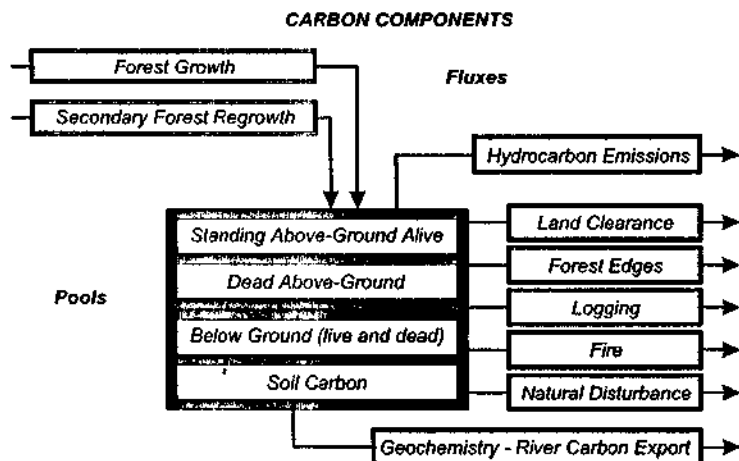 CARBON COMPONENTS
Forest Growth
Fluxes
Secondary Forest Regrowth
Hydrocarbon Emissions
Standing Above-Ground Alive
Land Clearance
Dead Above-Ground
Forest Edges
Pools
Logging
Below Ground (live and dead)
Fire
Soil Carbon
Natural Disturbance
Geochemistry - River Carbon Export